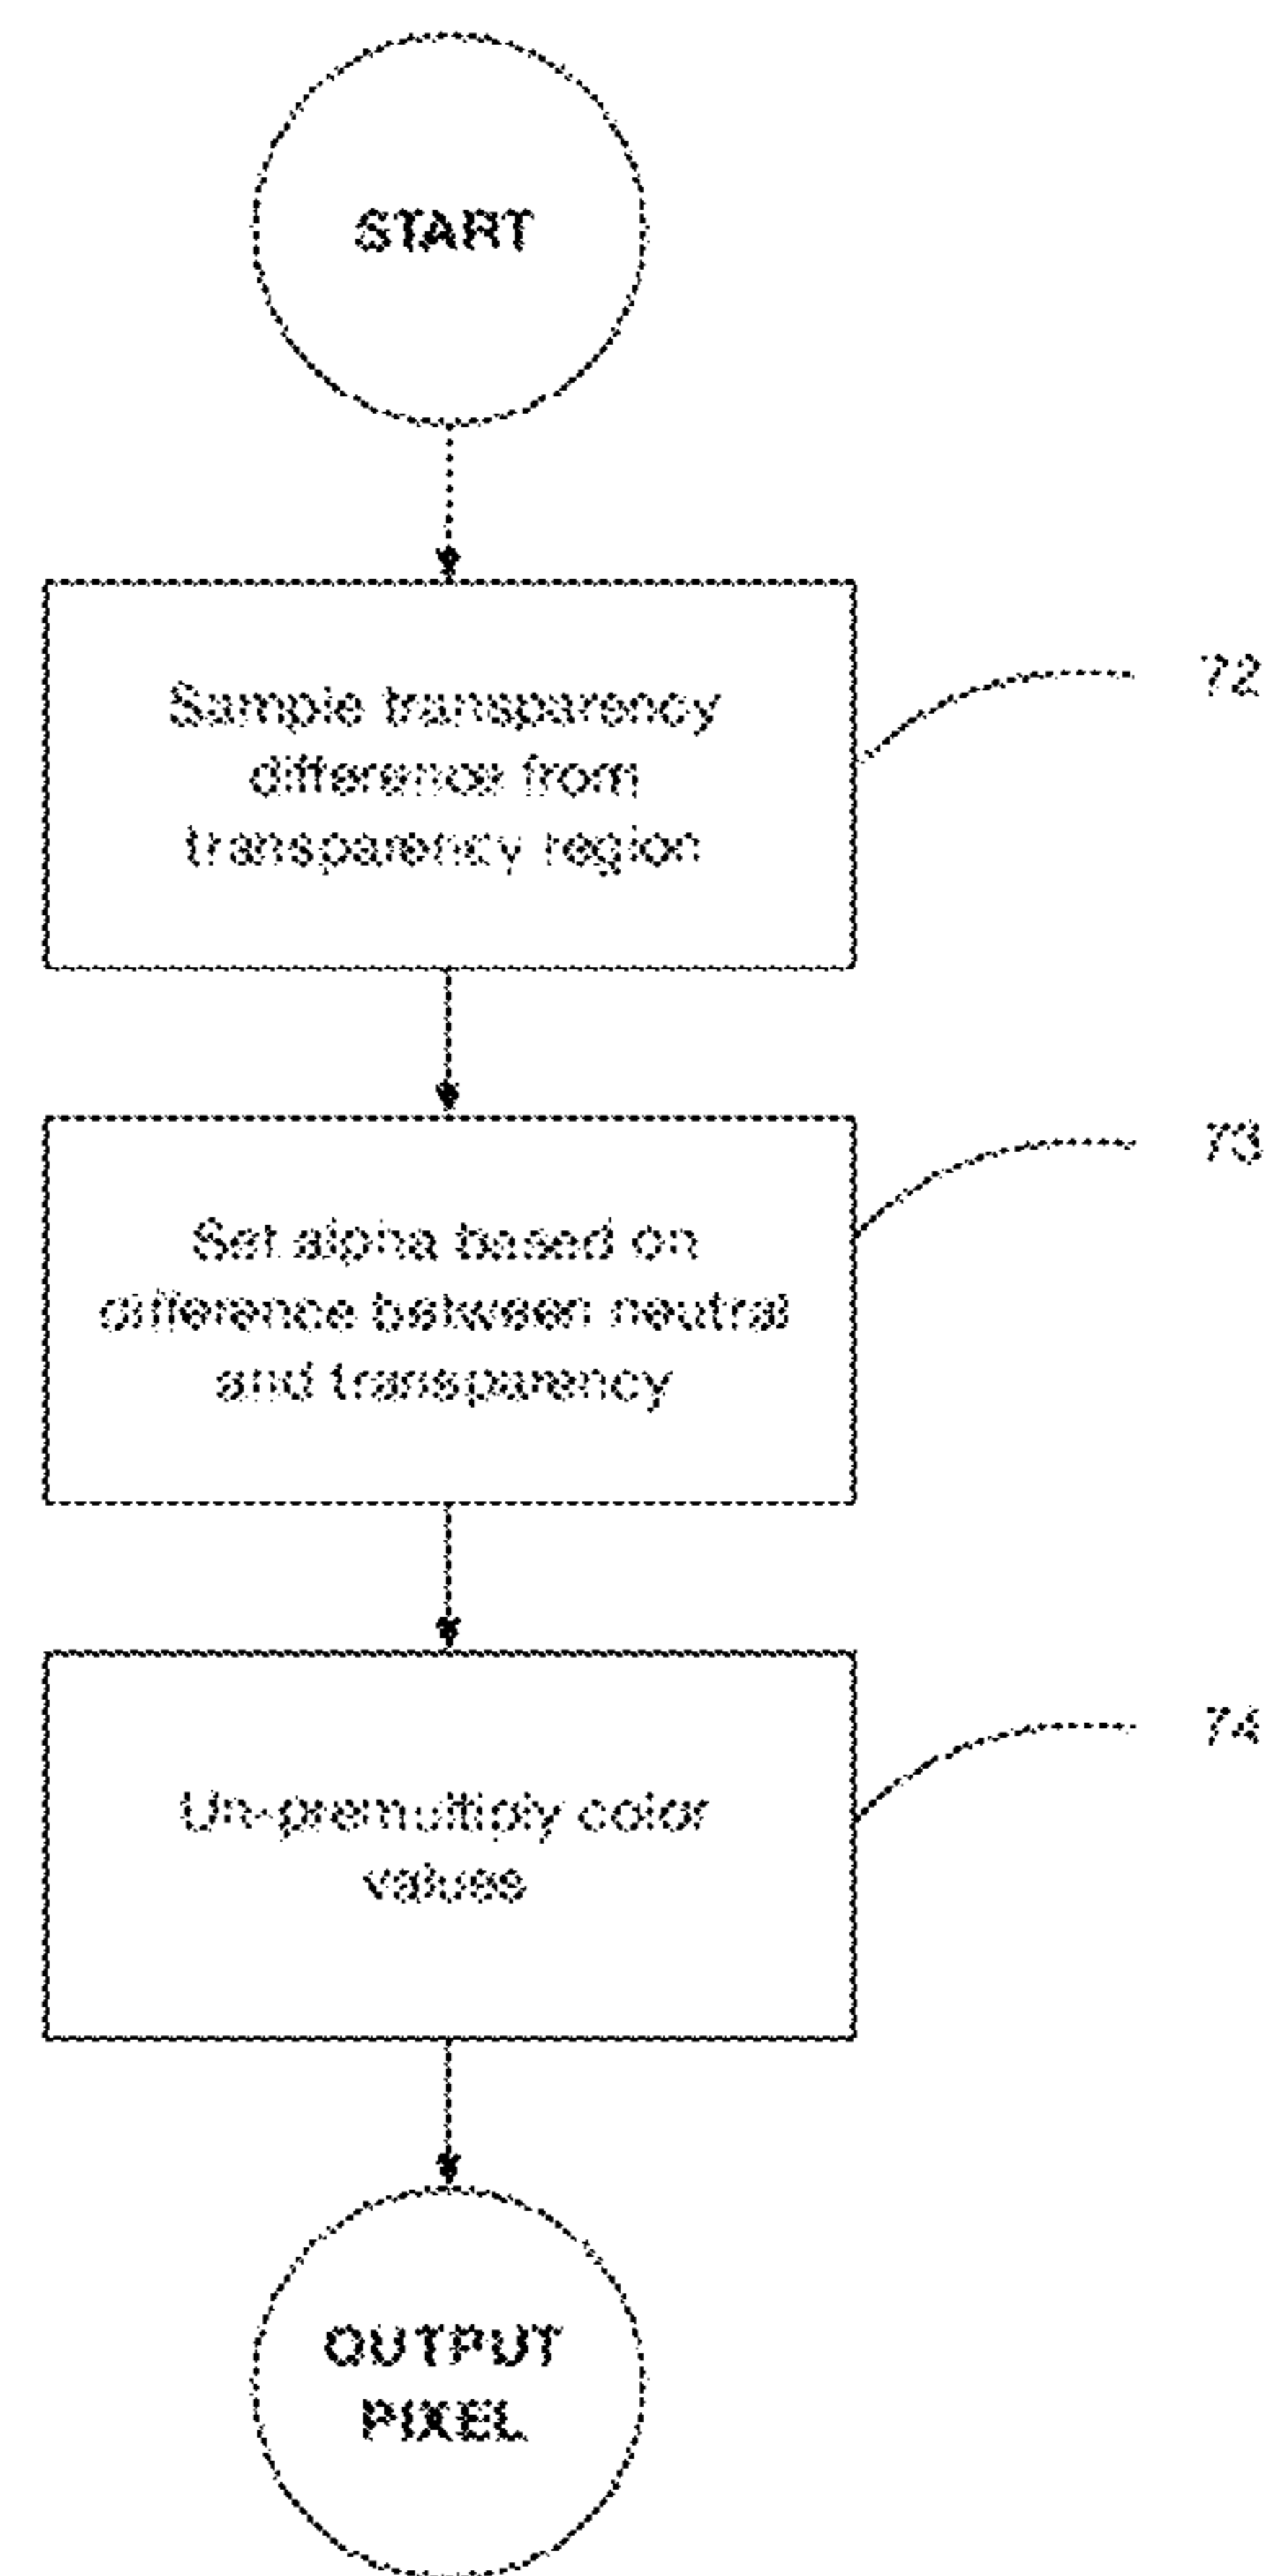 START
Sample transparency
difference from
transparency region
72
Set alpha based on
difference between neutral
and transparency
73
Un-premultiply color
values
74
OUTPUT
PIXEL